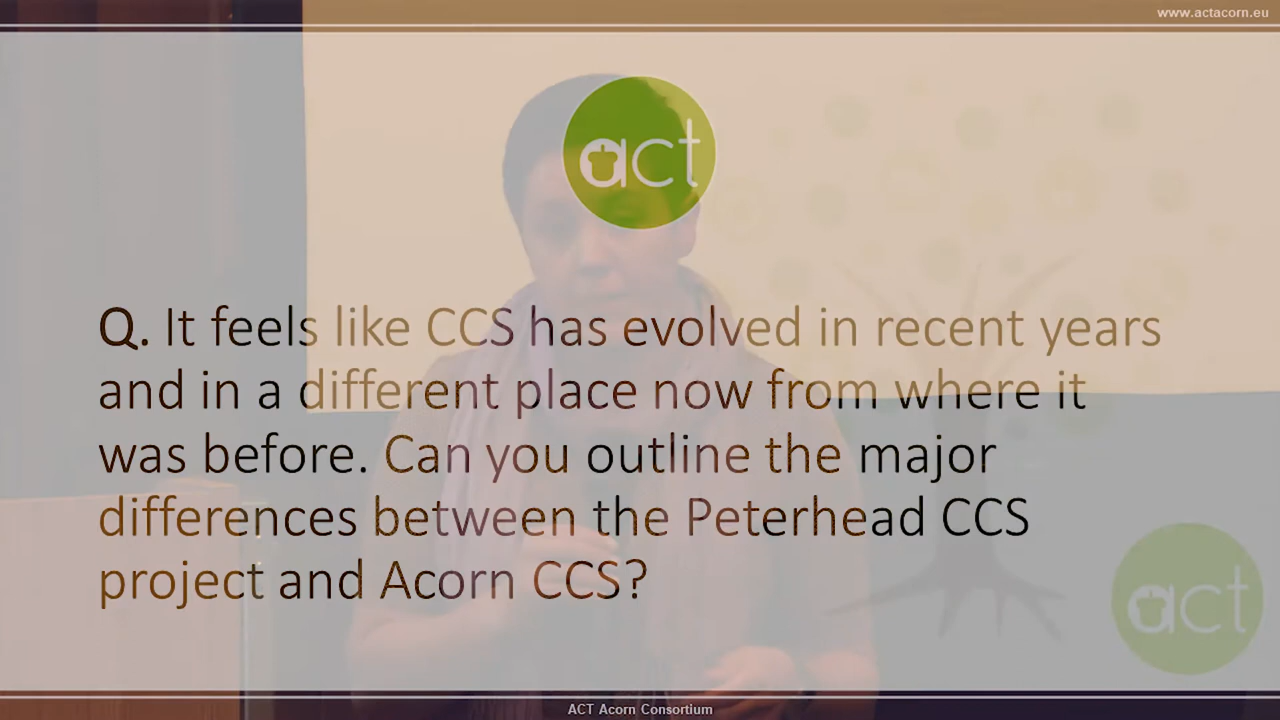 www.actacorn.eu
act
Q. It feels like CCS has evolved in recent years
and in a different place now from where it
was before. Can you outline the major
differences between the Peterhead CCS
project and Acorn CCS?
act
ACT Acorn Consortium